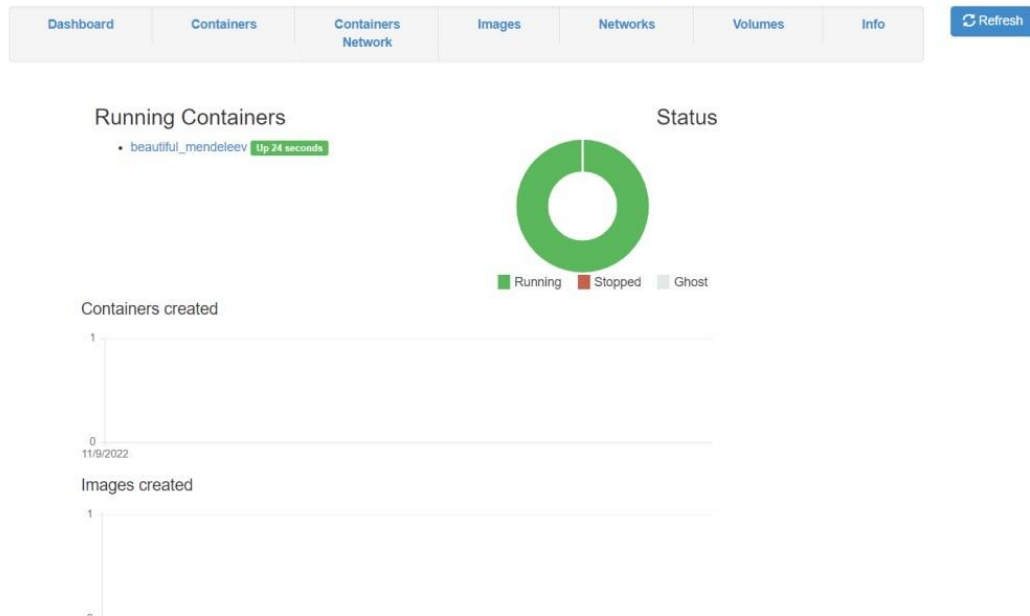 Dashboard
Containers
Containers
Network
Images
Networks
Volumes
Info
Refresh
Running Containers
beautiful_mendeleev Up 24 seconds
Status
Running Stopped Ghost
Containers created
1
0
11/9/2022
Images created
1